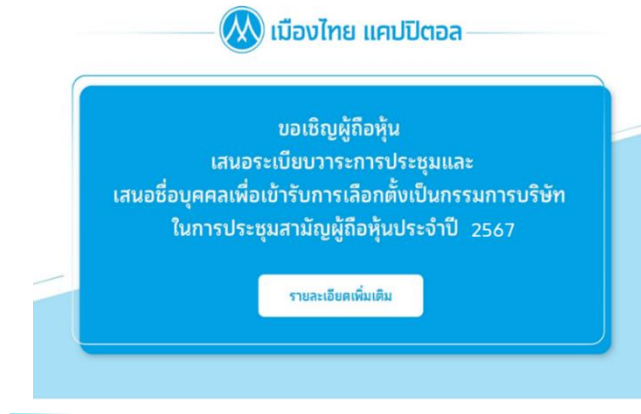 เมืองไทย แคปปิตอล
ขอเชิญผู้ถือหุ้น
เสนอระเบียบวาระการประชุมและ
เสนอชื่อบุคคลเพื่อเข้ารับการเลือกตั้งเป็นกรรมการบริษัท
ในการประชุมสามัญผู้ถือหุ้นประจำปี 2567
รายละเอียดเพิ่มเติม